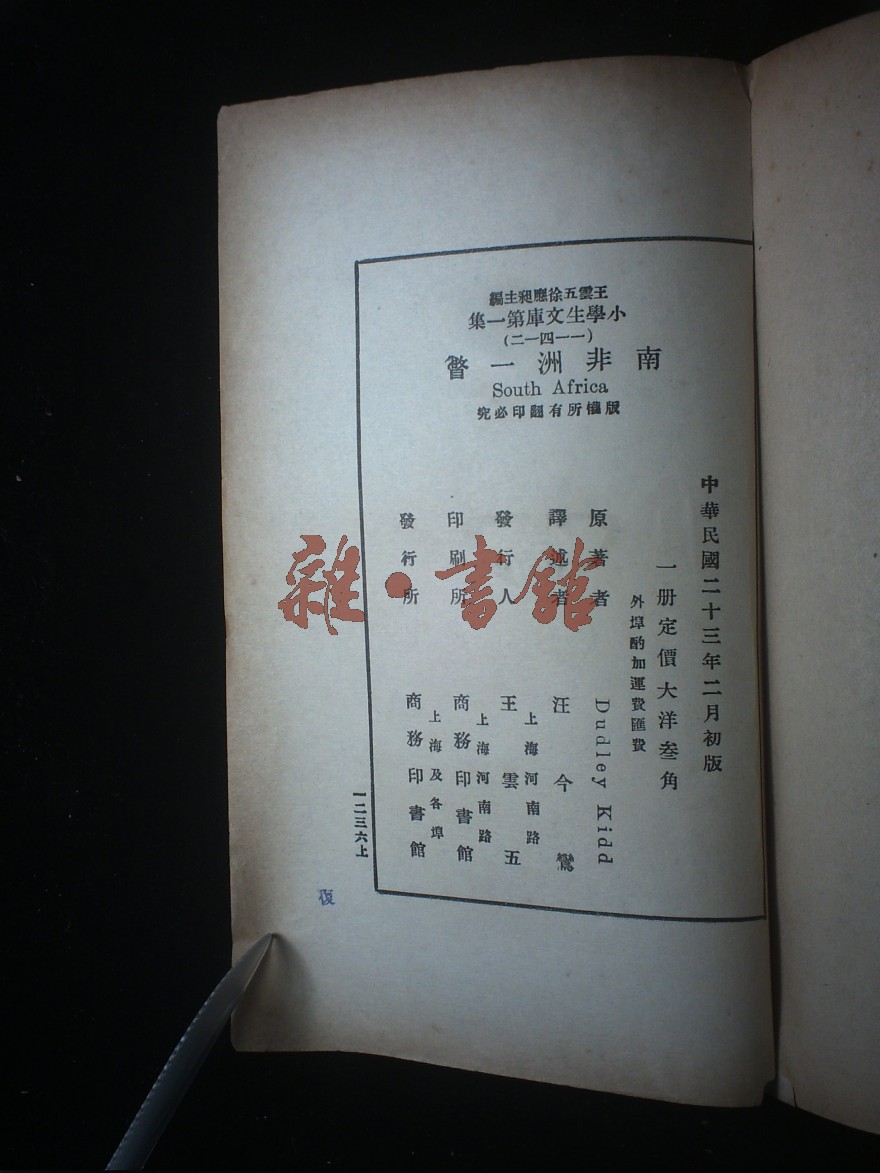 王雲五徐應昶主編
小學生文庫第一集
(一一四一二)
南非洲一瞥
South Africa
版權所有翻印必究
中華民國二十三年二月初版
一册定價大洋叁角
外埠酌加運費匯費
原著者 Dudley Kidd
譯述者 汪今鸞
發行人 王雲五
上海河南路
印刷所 商務印書館
上海河南路
發行所 商務印書館
上海及各埠
一二三六上
復
雜·書館